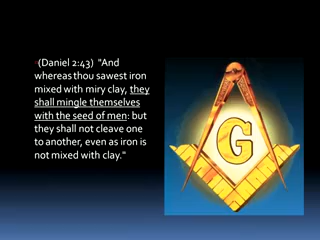 (Daniel 2:43) "And
whereas thou sawest iron
mixed with miry clay, they
shall mingle themselves
with the seed of men: but
they shall not cleave one
to another, even as iron is
not mixed with clay."
G